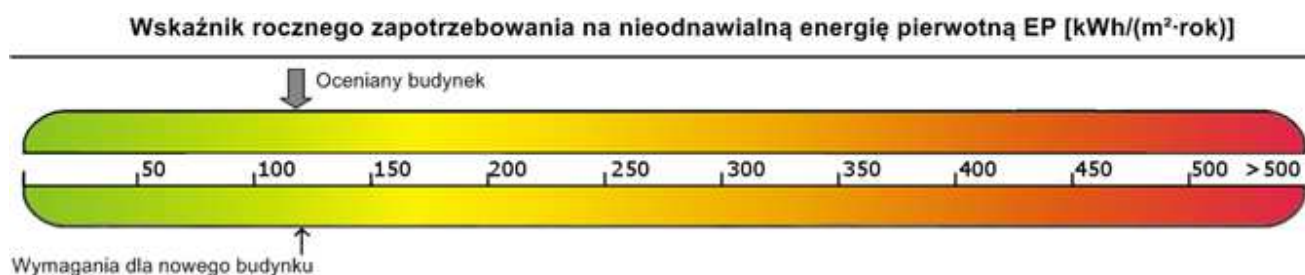 Wskaźnik rocznego zapotrzebowania na nieodnawialną energię pierwotną EP [kWh/(m²·rok)]
Oceniany budynek
50 100 150 200 250 300 350 400 450 500 >500
Wymagania dla nowego budynku